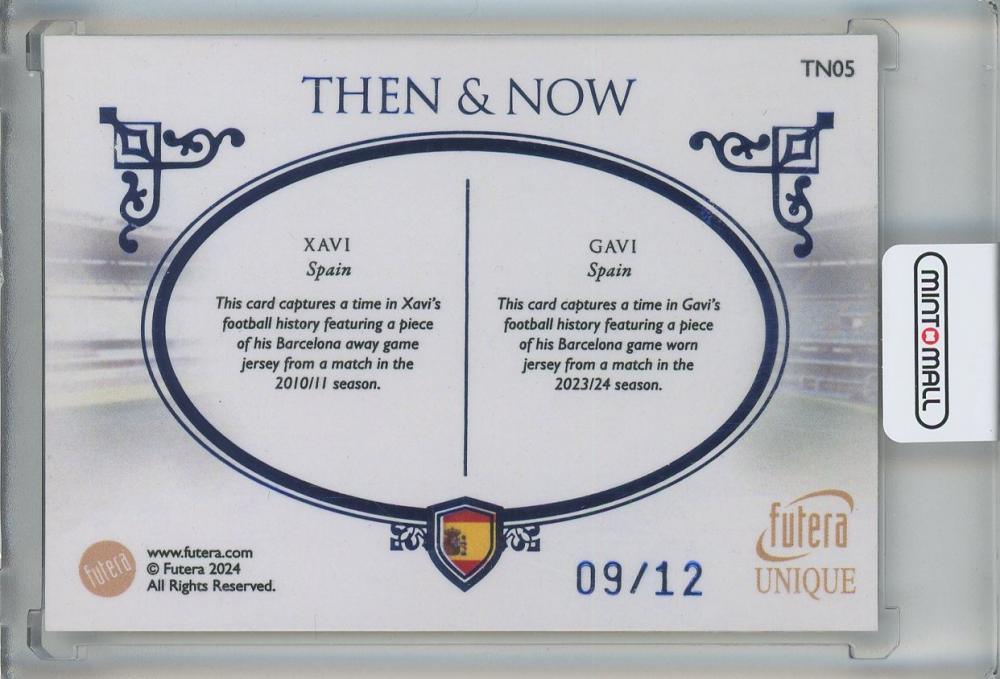 TN05
THEN & NOW
XAVI
Spain
This card captures a time in Xavi's
football history featuring a piece
of his Barcelona away game
jersey from a match in the
2010/11 season.
GAVI
Spain
This card captures a time in Gavi's
football history featuring a piece
of his Barcelona game worn
jersey from a match in the
2023/24 season.
futera
www.futera.com
© Futera 2024
All Rights Reserved.
09/12
futera
UNIQUE
MINT MALL